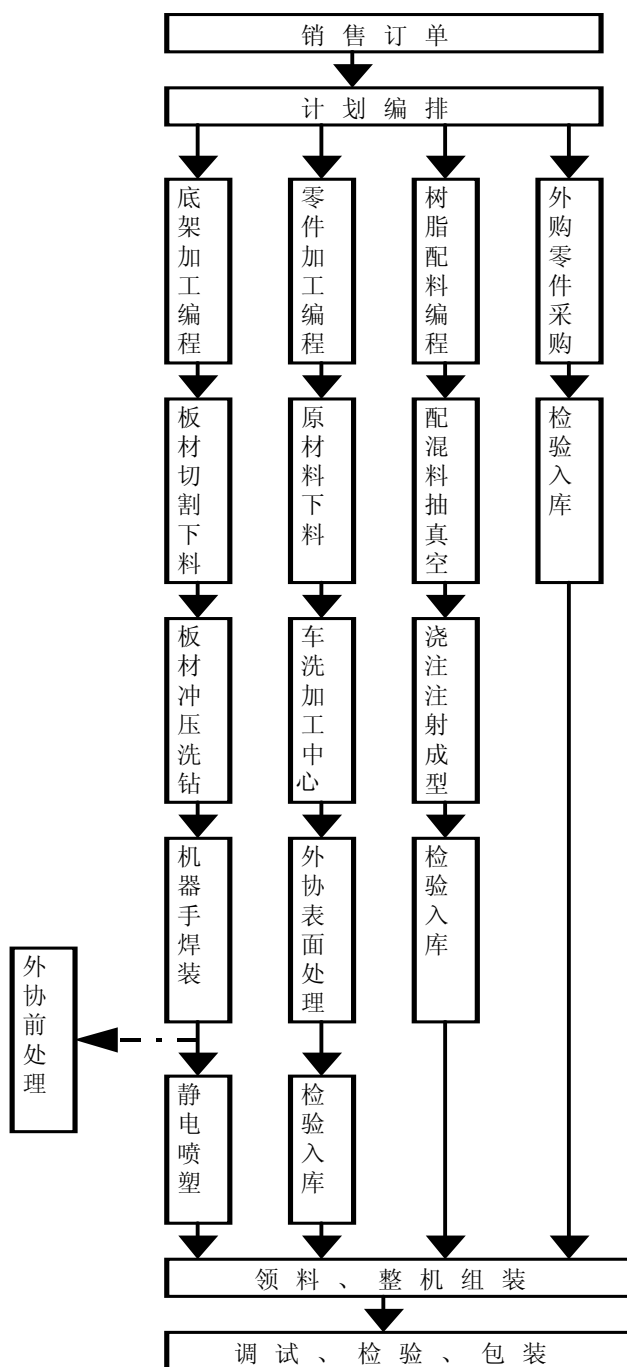 销售订单
计划编排
底架加工编程
零件加工编程
树脂配料编程
外购零件采购
板材切割下料
原材料下料
配混料抽真空
检验入库
板材冲压洗钻
车洗加工中心
浇注注射成型
机器手焊装
外协表面处理
检验入库
外协前处理
静电喷塑
检验入库
领料、整机组装
调试、检验、包装